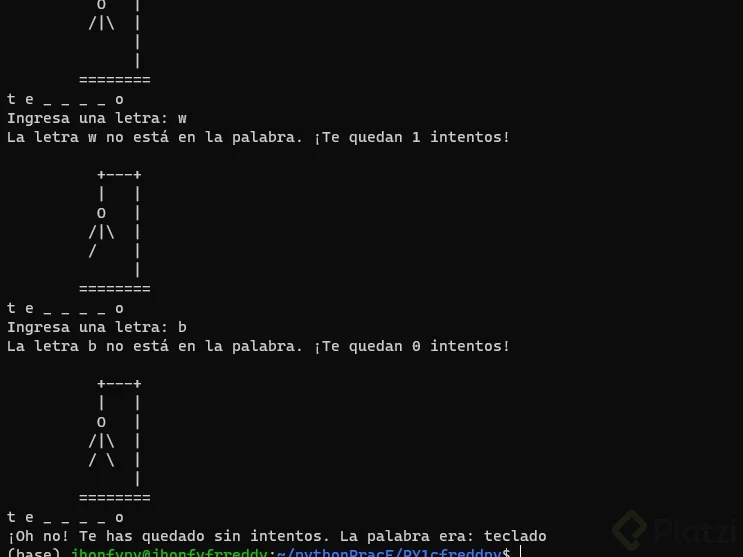 t e _ _ _ _ o
Ingresa una letra: w
La letra w no está en la palabra. ¡Te quedan 1 intentos!
+---+
|   |
O   |
/|\  |
/    |
|
========
t e _ _ _ _ o
Ingresa una letra: b
La letra b no está en la palabra. ¡Te quedan 0 intentos!
+---+
|   |
O   |
/|\  |
/ \  |
|
========
t e _ _ _ _ o
¡Oh no! Te has quedado sin intentos. La palabra era: teclado
(base) jhonfypy@jhonfyfrreddy:~/pythonPracF/PY1cfreddpy$
Platzi